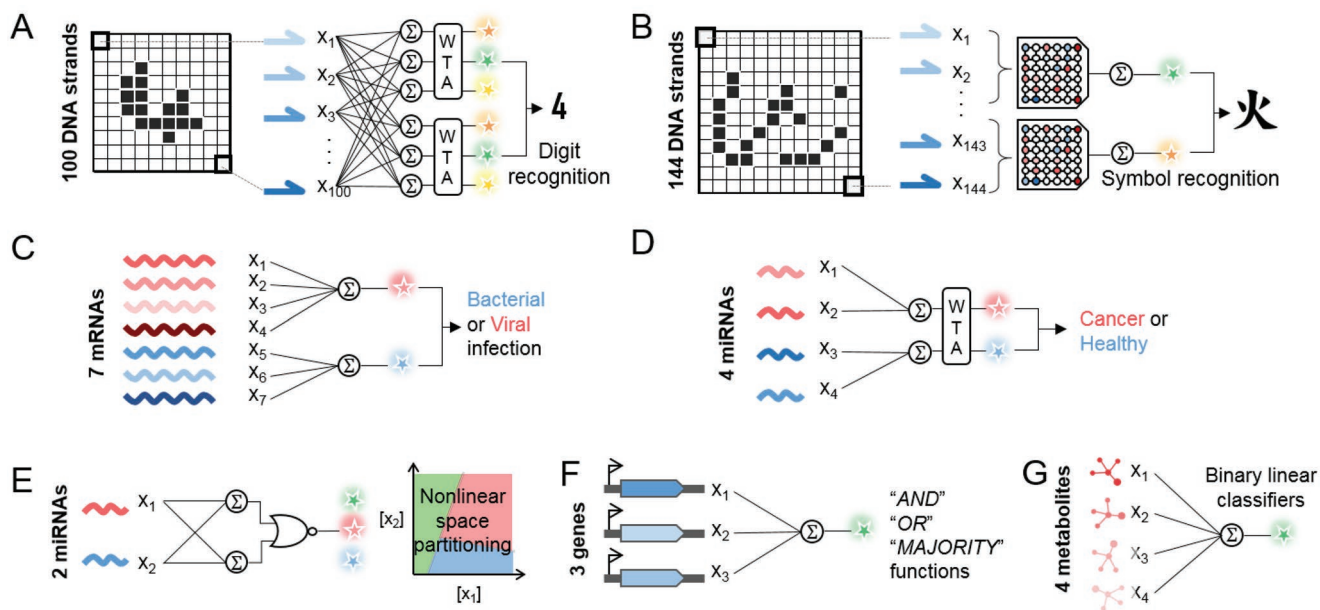 A
100 DNA strands
X1
X2
X3
X100
Σ
Σ
Σ
Σ
Σ
Σ
WTA
WTA
4
Digit
recognition
B
144 DNA strands
X1
X2
X143
X144
Σ
Σ
火
Symbol recognition
C
7 mRNAs
X1
X2
X3
X4
X5
X6
X7
Σ
Σ
Bacterial
or Viral
infection
D
4 miRNAs
X1
X2
X3
X4
Σ
Σ
WTA
Cancer or
Healthy
E
2 miRNAs
X1
X2
Σ
Σ
[x2]
Nonlinear
space
partitioning
[x1]
F
3 genes
X1
X2
X3
Σ
“AND”
“OR”
“MAJORITY”
functions
G
4 metabolites
X1
X2
X3
X4
Σ
Binary linear
classifiers